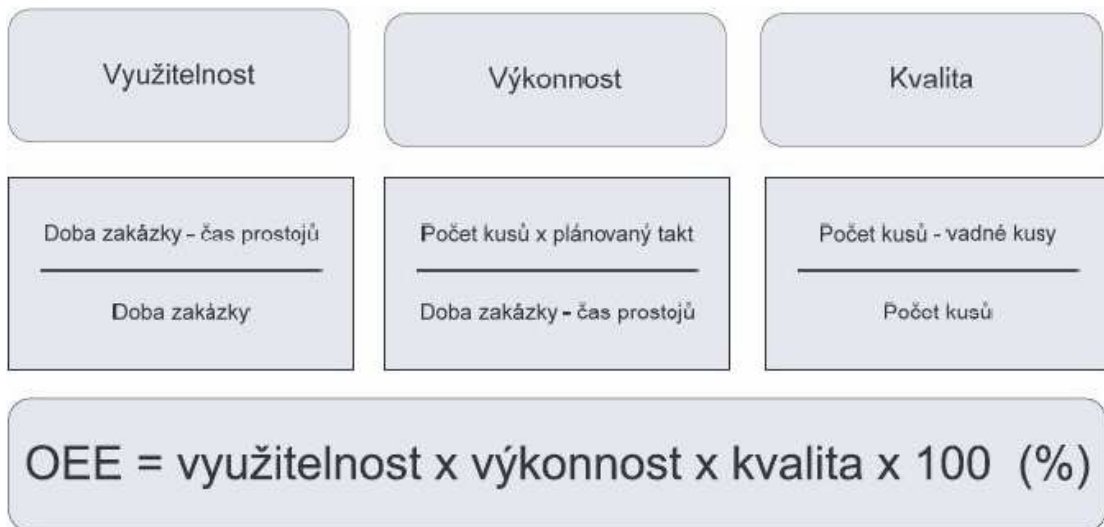 Využitelnost
Výkonnost
Kvalita
Doba zakázky - čas prostojů
Doba zakázky
Počet kusů x plánovaný takt
Doba zakázky - čas prostojů
Počet kusů - vadné kusy
Počet kusů
OEE = využitelnost x výkonnost x kvalita x 100 (%)